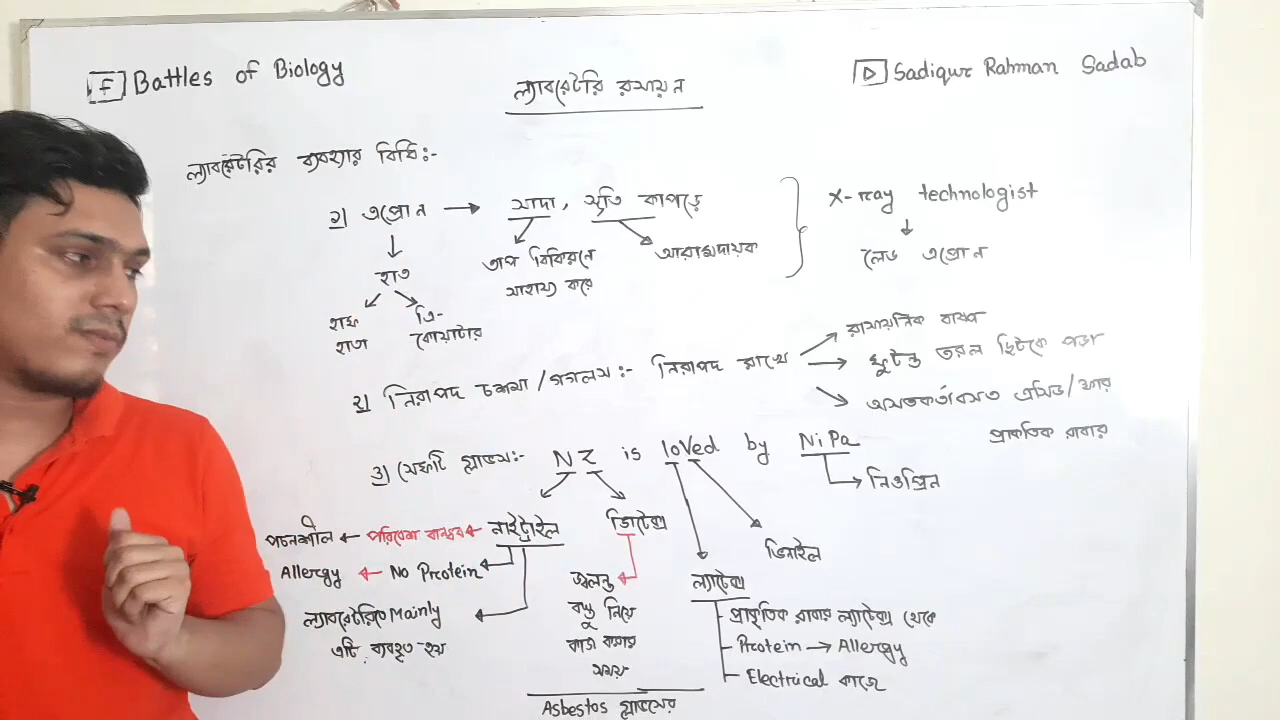 f Battles of Biology
ল্যাবরেটরি রসায়ন
Sadiqur Rahman Sadab
ল্যাবরেটরির ব্যবহার বিধি:-
১) এপ্রোন → সাদা, সুতি কাপড়ে
X-ray technologist
তাপ বিকিরনে
সাহায্য করে
আরামদায়ক
লেড এপ্রোন
হাত
হাফ
হাতা
থ্রি-
কোয়াটার
২) নিরাপদ চশমা/গগলস:- নিরাপদ রাখে
রাসায়নিক বাষ্প
ফুটন্ত তরল ছিটকে পড়া
অসতর্কতাবসত এসিড/ক্ষার
৩) সেফটি গ্লাভস:- NZ is loVed by NiPa
প্রাকৃতিক রাবার
নিওপ্রিন
পচনশীল ← পরিবেশ বান্ধব ← নাইট্রাইল
জিটেক্স
ভিনাইল
Allergy ← No Protein
ল্যাবরেটরিতে Mainly
এটি ব্যবহৃত হয়
জ্বলন্ত
বস্তু নিয়ে
কাজ করার
সময়
ল্যাটেক্স
- প্রাকৃতিক রাবার ল্যাটেক্স থেকে
- Protein → Allergy
- Electrical কাজে
Asbestos গ্লাভসের